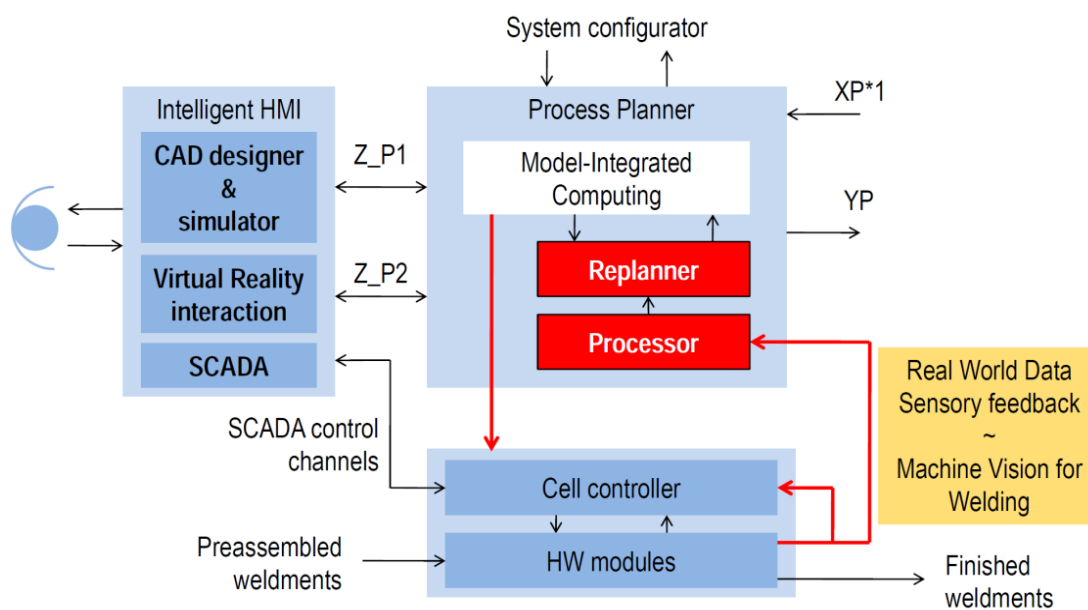 System configurator
Intelligent HMI
CAD designer
&
simulator
Virtual Reality
interaction
SCADA
Z_P1
Z_P2
Process Planner
Model-Integrated
Computing
Replanner
Processor
XP*1
YP
Real World Data
Sensory feedback
~
Machine Vision for
Welding
SCADA control
channels
Cell controller
HW modules
Preassembled
weldments
Finished
weldments